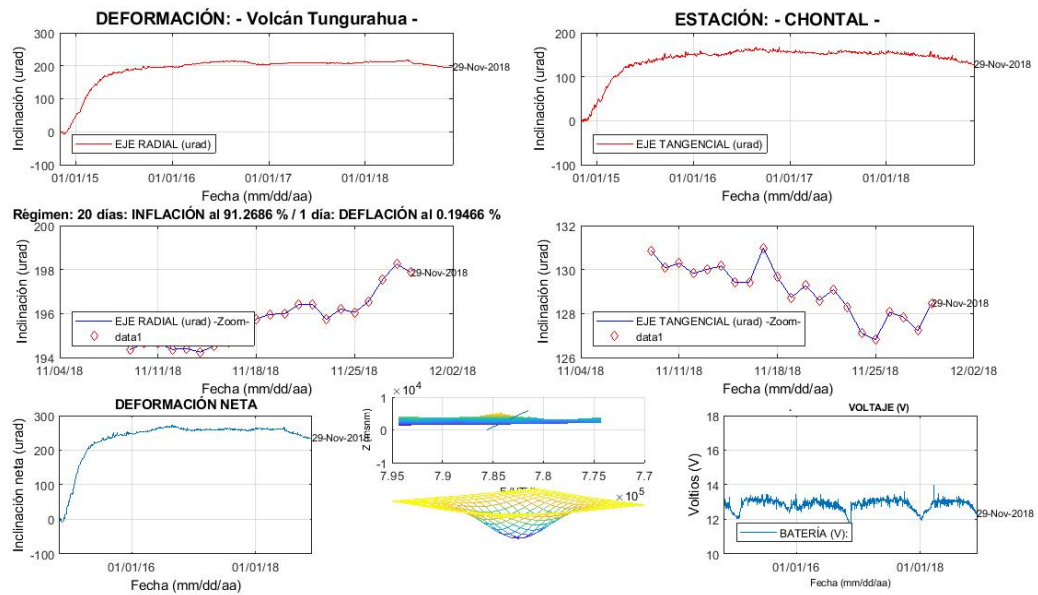 DEFORMACIÓN: - Volcán Tungurahua -
Inclinación (urad)
300
200
100
0
-100
29-Nov-2018
EJE RADIAL (urad)
01/01/15 01/01/16 01/01/17 01/01/18
Fecha (mm/dd/aa)
ESTACIÓN: - CHONTAL -
Inclinación (urad)
200
100
0
-100
29-Nov-2018
EJE TANGENCIAL (urad)
01/01/15 01/01/16 01/01/17 01/01/18
Fecha (mm/dd/aa)
Régimen: 20 días: INFLACIÓN al 91.2686 % / 1 día: DEFLACIÓN al 0.19466 %
Inclinación (urad)
200
198
196
194
29-Nov-2018
EJE RADIAL (urad) -Zoom-
data1
11/04/18 11/11/18 11/18/18 11/25/18 12/02/18
Fecha (mm/dd/aa)
Inclinación (urad)
132
130
128
126
29-Nov-2018
EJE TANGENCIAL (urad) -Zoom-
data1
11/04/18 11/11/18 11/18/18 11/25/18 12/02/18
Fecha (mm/dd/aa)
DEFORMACIÓN NETA
Inclinación neta (urad)
300
200
100
0
-100
29-Nov-2018
01/01/16 01/01/18
Fecha (mm/dd/aa)
× 10^4
Z (msnm)
1
0
-1
7.95 7.9 7.85 7.8 7.75 7.7
× 10^5
. VOLTAJE (V)
Voltios (V)
18
16
14
12
10
29-Nov-2018
BATERÍA (V):
01/01/16 01/01/18
Fecha (mm/dd/aa)